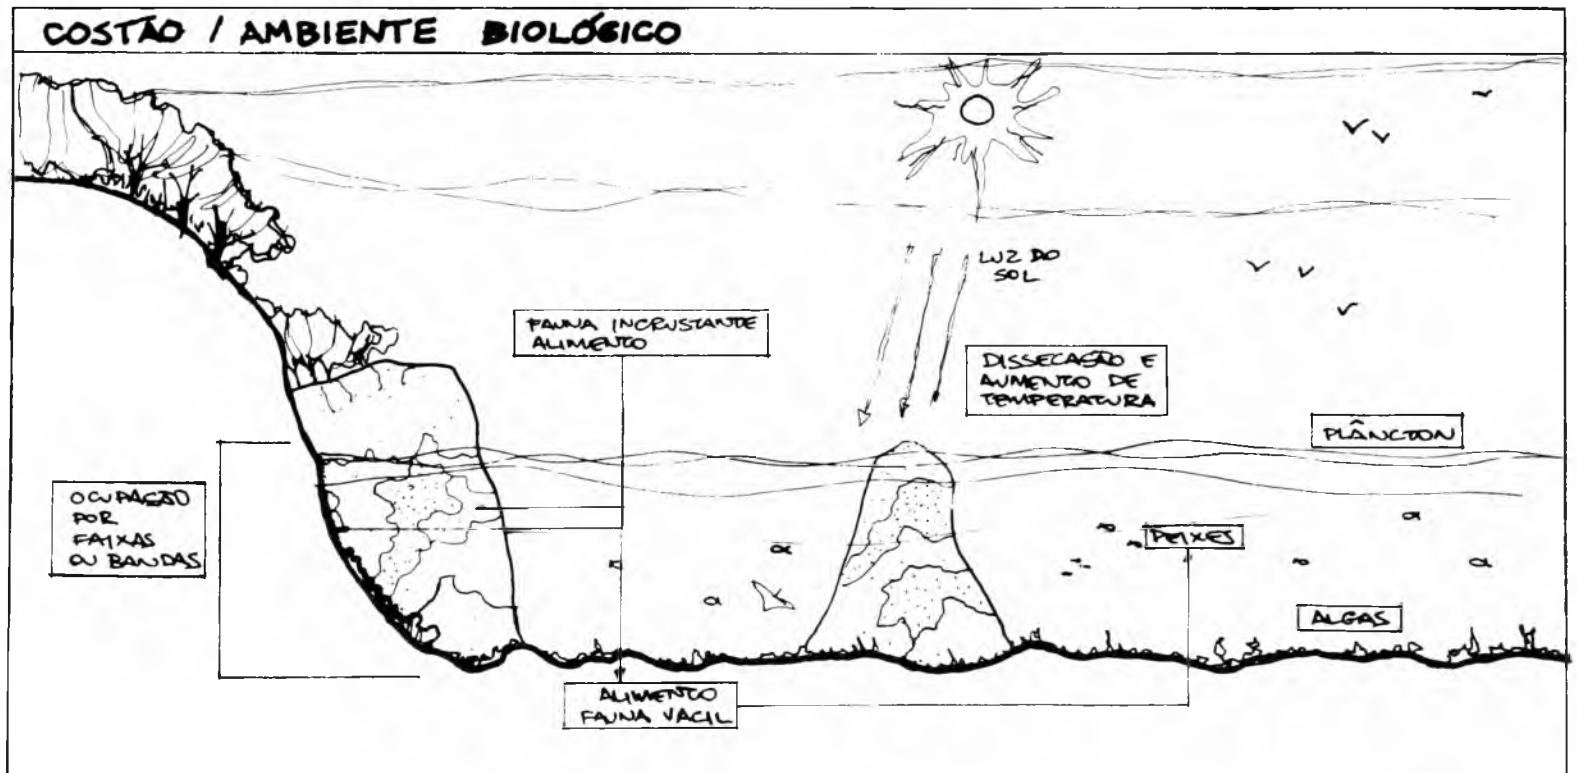 COSTÃO / AMBIENTE BIOLÓGICO
LUZ DO
SOL
FAUNA INCRUSTANTE
ALIMENTO
DISSECAÇÃO E
AUMENTO DE
TEMPERATURA
PLÂNCTON
OCUPAÇÃO
POR
FAIXAS
OU BANDAS
PEIXES
ALGAS
ALIMENTO
FAUNA VAGIL